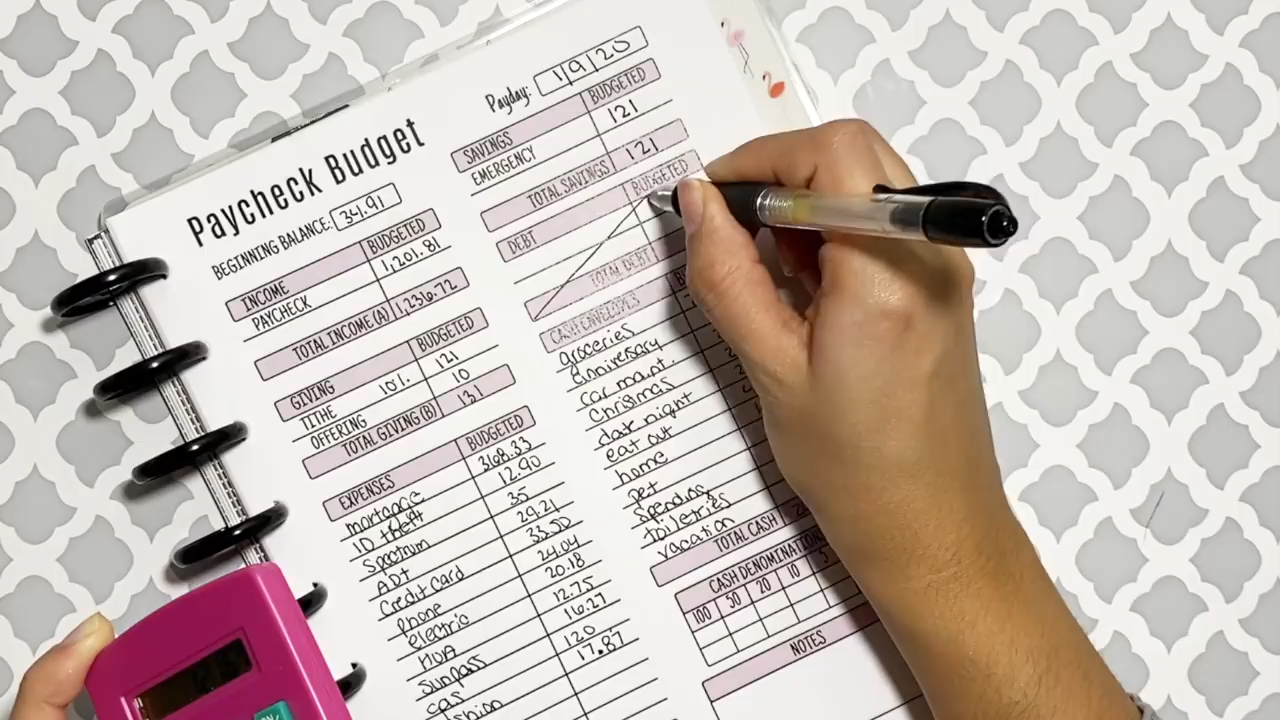 Paycheck Budget
BEGINNING BALANCE: 34.91
INCOME BUDGETED
PAYCHECK 1,201.81
TOTAL INCOME (A) 1,236.72
GIVING BUDGETED
TITHE 10%. 121
OFFERING 10
TOTAL GIVING (B) 131
EXPENSES BUDGETED
mortgage 368.33
ID theft 12.90
spectrum 35
ADT 29.21
Credit Card 33.50
phone 24.04
electric 20.18
HOA 12.75
sunpass 16.27
gas 120
17.87
Payday: 1/9/20
SAVINGS BUDGETED
EMERGENCY 121
TOTAL SAVINGS 121
DEBT BUDGETED
TOTAL DEBT
CASH ENVELOPES
groceries
anniversary
car maint
Christmas
date night
eat out
home
pet
spending
toiletries
vacation
TOTAL CASH
CASH DENOMINATION
100 50 20 10 5
NOTES